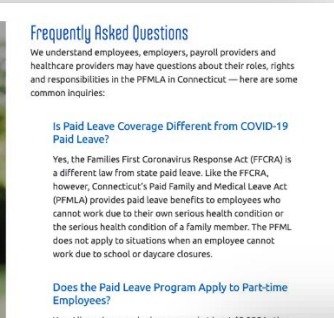 Frequently Asked Questions
We understand employees, employers, payroll providers and
healthcare providers may have questions about their roles, rights
and responsibilities in the PFMLA in Connecticut — here are some
common inquiries:
Is Paid Leave Coverage Different from COVID-19
Paid Leave?
Yes, the Families First Coronavirus Response Act (FFCRA) is
a different law from state paid leave. Like the FFCRA,
however, Connecticut's Paid Family and Medical Leave Act
(PFMLA) provides paid leave benefits to employees who
cannot work due to their own serious health condition or
the serious health condition of a family member. The PFML
does not apply to situations when an employee cannot
work due to school or daycare closures.
Does the Paid Leave Program Apply to Part-time
Employees?